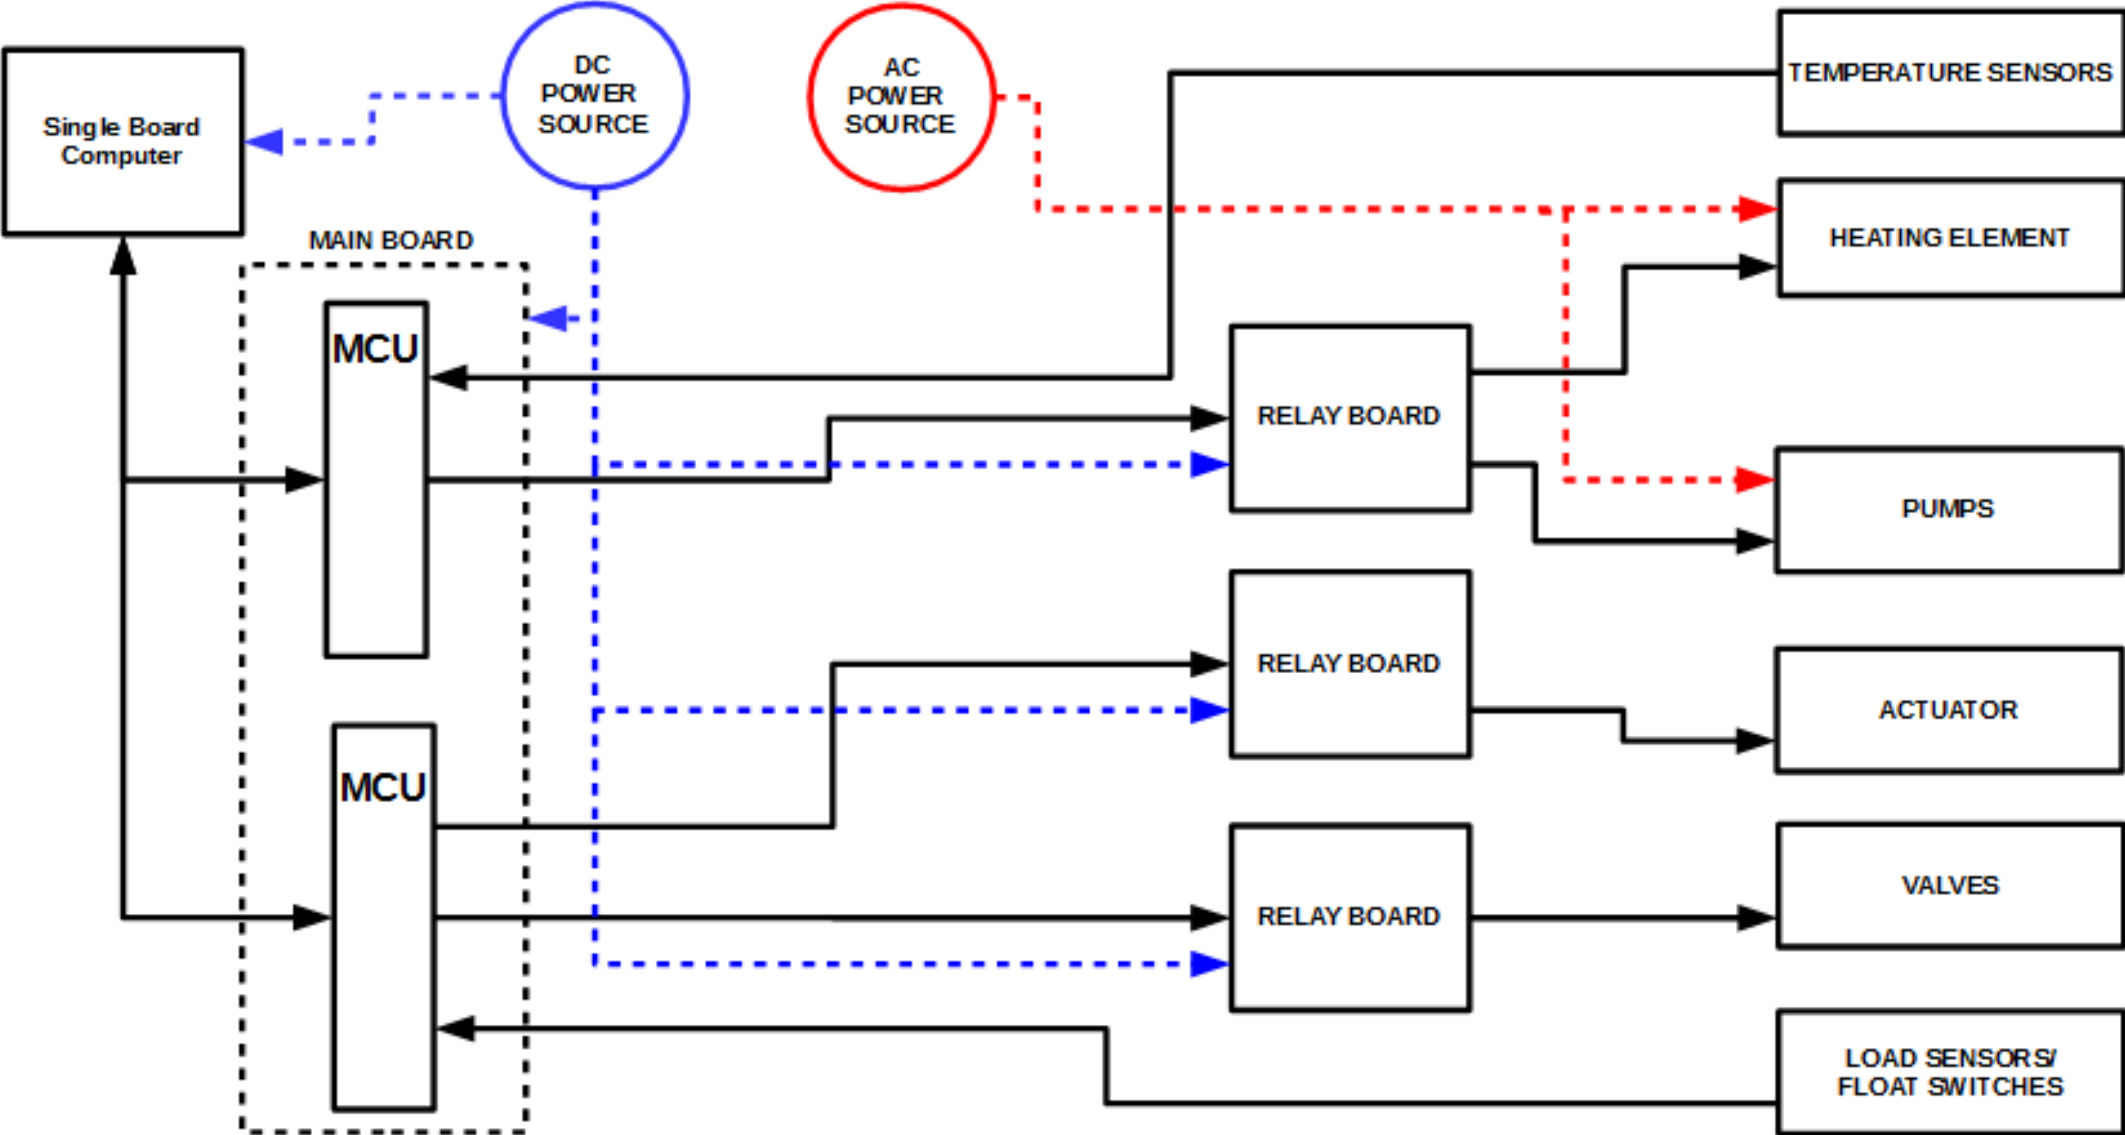 Single Board
Computer
DC
POWER
SOURCE
AC
POWER
SOURCE
TEMPERATURE SENSORS
HEATING ELEMENT
MAIN BOARD
MCU
RELAY BOARD
PUMPS
RELAY BOARD
ACTUATOR
MCU
RELAY BOARD
VALVES
LOAD SENSORS/
FLOAT SWITCHES